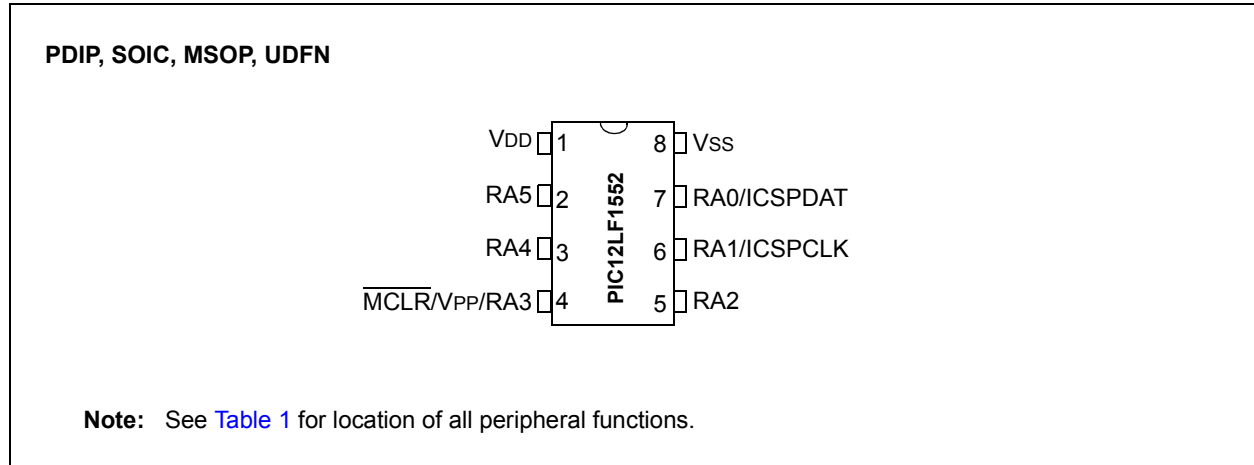 PDIP, SOIC, MSOP, UDFN
VDD 1 8 VSS
RA5 2 7 RA0/ICSPDAT
RA4 3 6 RA1/ICSPCLK
MCLR/VPP/RA3 4 5 RA2
PIC12LF1552
Note: See Table 1 for location of all peripheral functions.